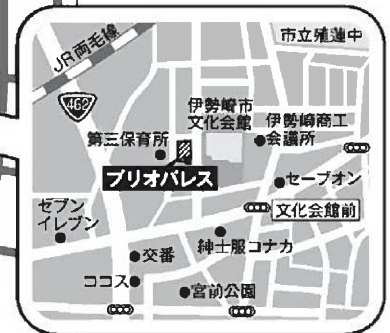 市立殖蓮中
JR両毛線
462
伊勢崎市
文化会館
伊勢崎商工
会議所
第三保育所
プリオパレス
セーブオン
文化会館前
セブン
イレブン
紳士服コナカ
交番
ココス
宮前公園